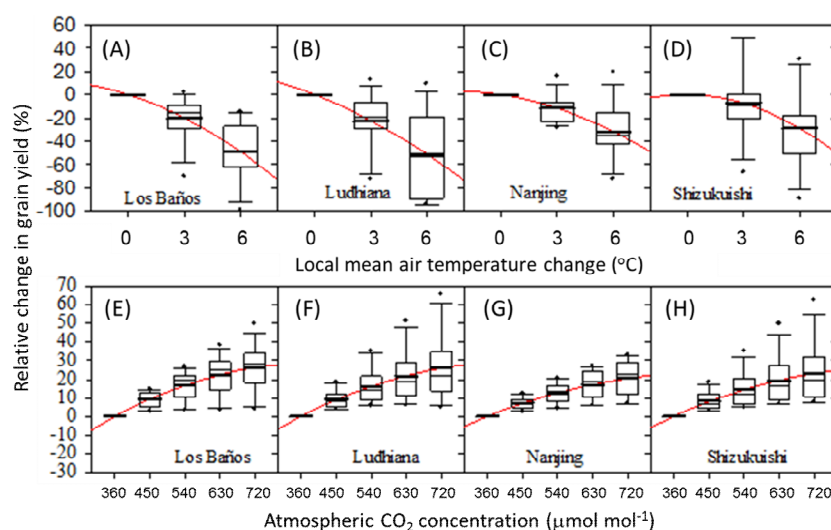 Relative change in grain yield (%)
60
40
20
0
-20
-40
-60
-80
-100
(A) (B) (C) (D)
Los Baños Ludhiana Nanjing Shizukuishi
0 3 6 0 3 6 0 3 6 0 3 6
Local mean air temperature change (°C)
70
60
50
40
30
20
10
0
10
20
30
(E) (F) (G) (H)
Los Baños Ludhiana Nanjing Shizukuishi
360 450 540 630 720 360 450 540 630 720 360 450 540 630 720 360 450 540 630 720
Atmospheric CO₂ concentration (μmol mol⁻¹)